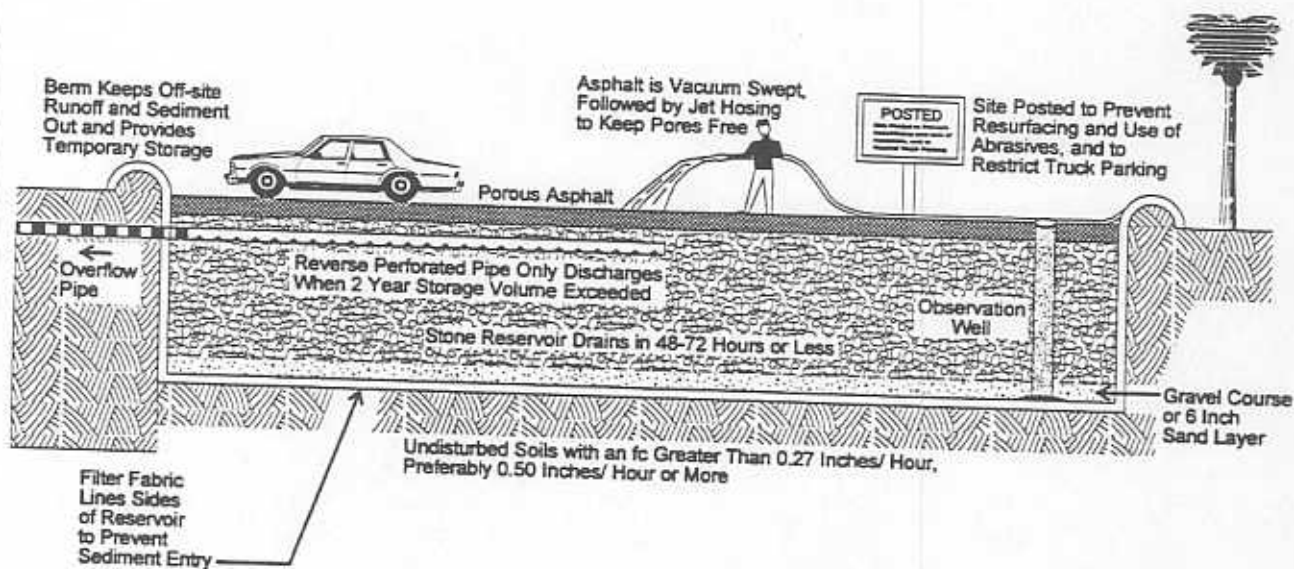 Berm Keeps Off-site
Runoff and Sediment
Out and Provides
Temporary Storage
Asphalt is Vacuum Swept,
Followed by Jet Hosing
to Keep Pores Free
POSTED
Site Posted to Prevent
Resurfacing and Use of
Abrasives, and to
Restrict Truck Parking
Porous Asphalt
Overflow
Pipe
Reverse Perforated Pipe Only Discharges
When 2 Year Storage Volume Exceeded
Observation
Well
Stone Reservoir Drains in 48-72 Hours or Less
Gravel Course
or 6 Inch
Sand Layer
Undisturbed Soils with an fc Greater Than 0.27 Inches/ Hour,
Preferably 0.50 Inches/ Hour or More
Filter Fabric
Lines Sides
of Reservoir
to Prevent
Sediment Entry